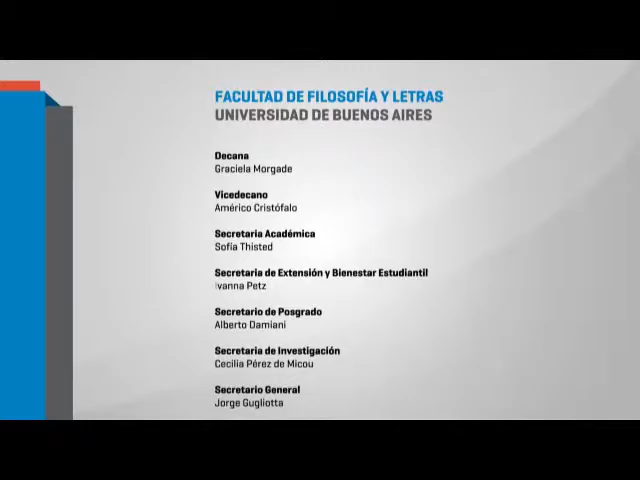 FACULTAD DE FILOSOFÍA Y LETRAS
UNIVERSIDAD DE BUENOS AIRES
Decana
Graciela Morgade
Vicedecano
Américo Cristófalo
Secretaria Académica
Sofía Thisted
Secretaria de Extensión y Bienestar Estudiantil
Ivanna Petz
Secretario de Posgrado
Alberto Damiani
Secretaria de Investigación
Cecilia Pérez de Micou
Secretario General
Jorge Gugliotta